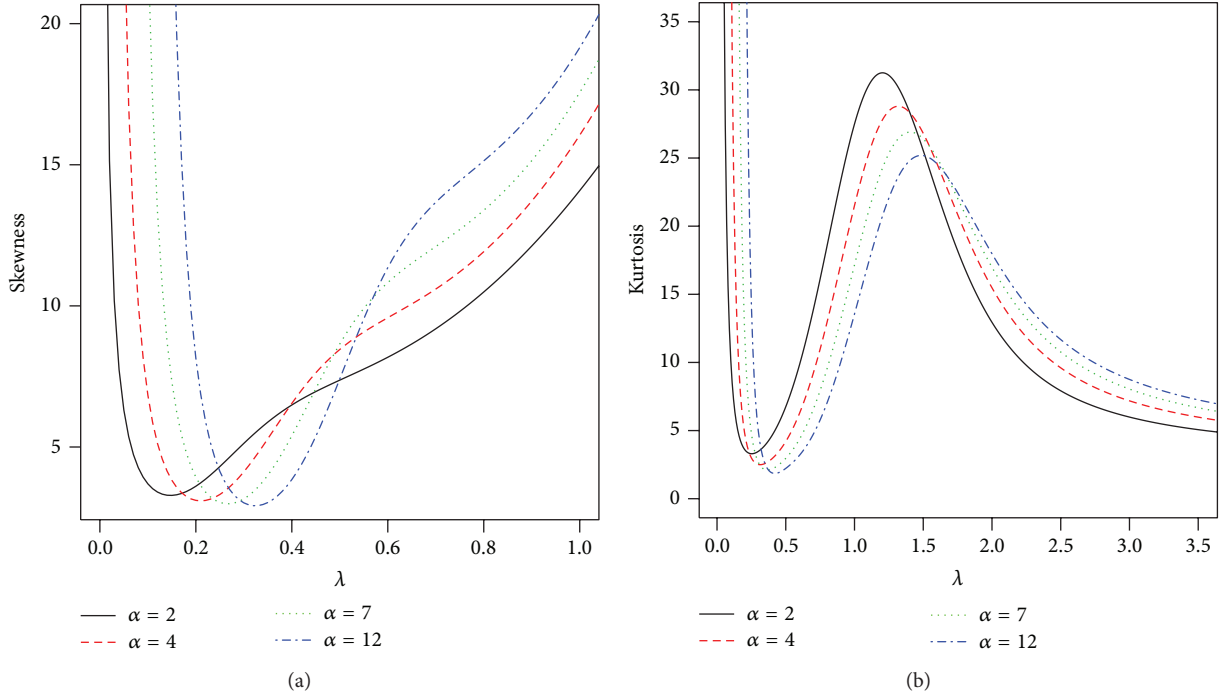 Skewness
20
15
10
5
0.0 0.2 0.4 0.6 0.8 1.0
λ
α = 2
α = 4
α = 7
α = 12
(a)
Kurtosis
35
30
25
20
15
10
5
0
0.0 0.5 1.0 1.5 2.0 2.5 3.0 3.5
λ
α = 2
α = 4
α = 7
α = 12
(b)